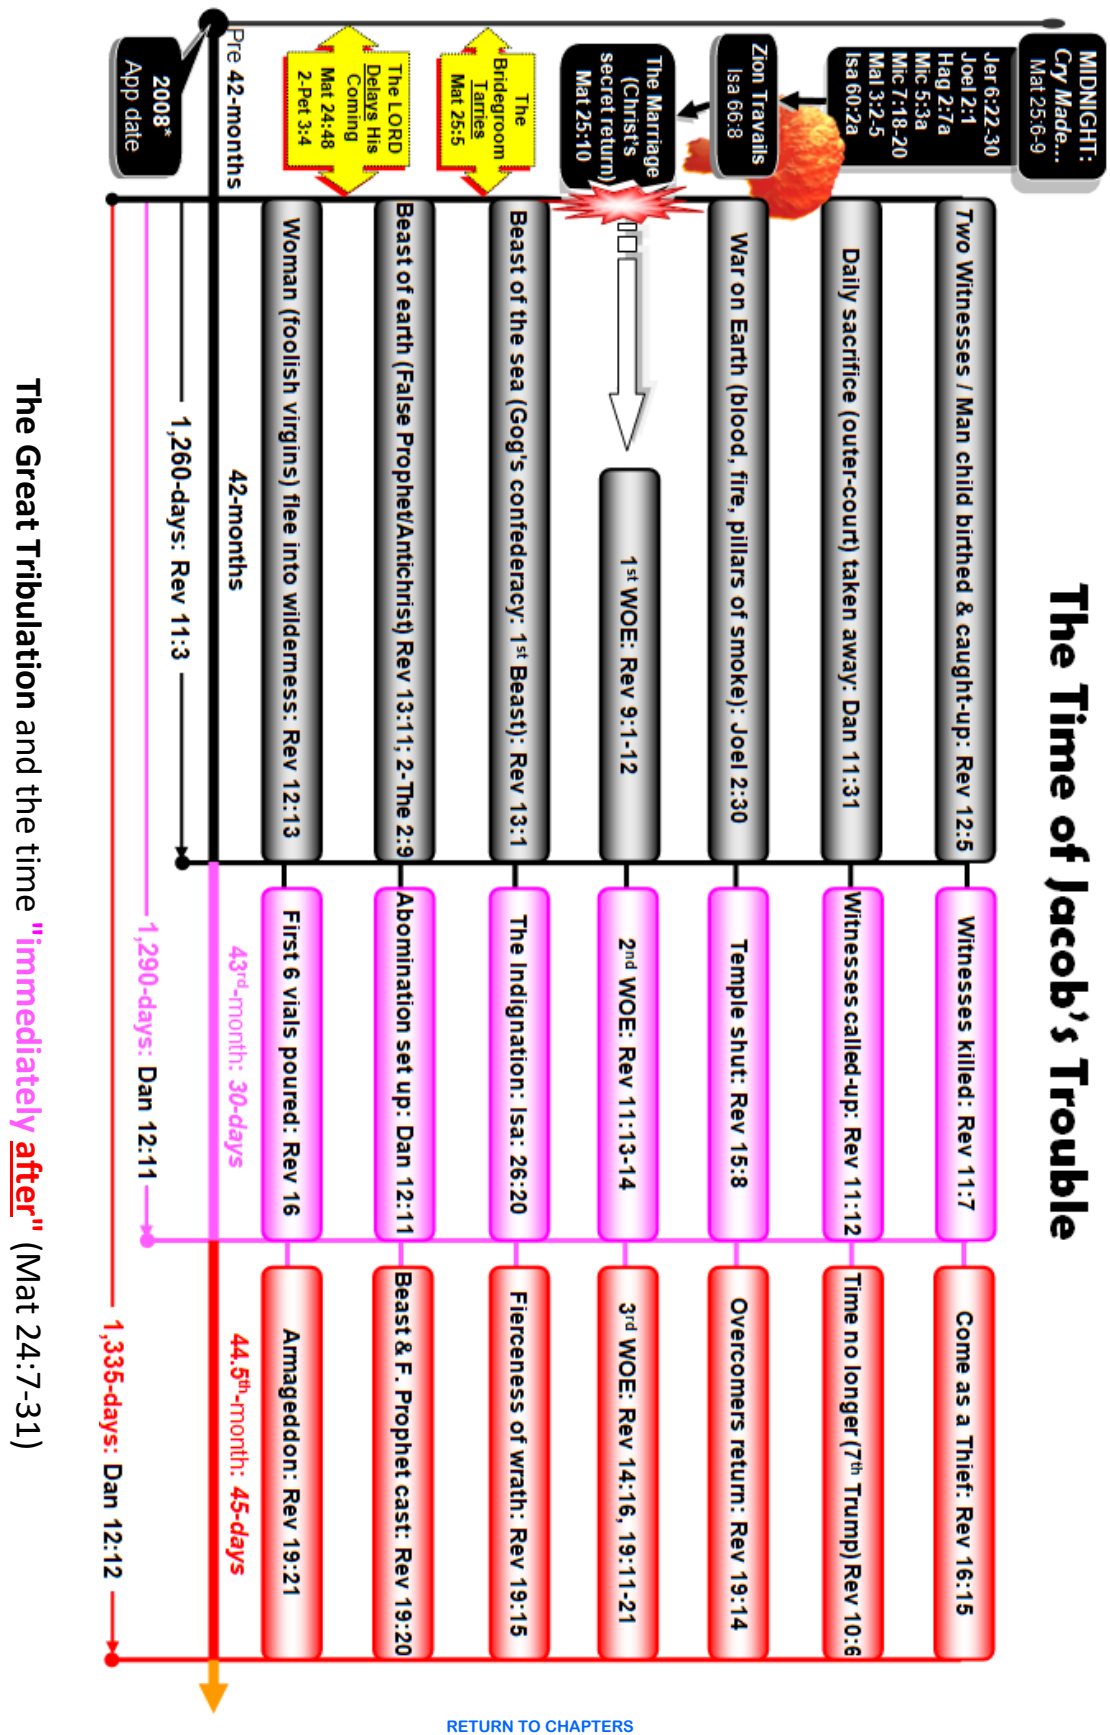 The Time of Jacob's Trouble
MIDNIGHT:
Cry Made...
Mat 25:6-9
Jer 6:22-30
Joel 2:1
Hag 2:7a
Mic 5:3a
Mic 7:18-20
Mal 3:2-5
Isa 60:2a
Zion Travails
Isa 66:8
The Marriage
(Christ's
secret return)
Mat 25:10
The
Bridegroom
Tarries
Mat 25:5
The LORD
Delays His
Coming
Mat 24:48
2-Pet 3:4
2008*
App date
Two Witnesses / Man child birthed & caught-up: Rev 12:5
Witnesses killed: Rev 11:7
Come as a Thief: Rev 16:15
Daily sacrifice (outer-court) taken away: Dan 11:31
Witnesses called-up: Rev 11:12
Time no longer (7th Trump) Rev 10:6
War on Earth (blood, fire, pillars of smoke): Joel 2:30
Temple shut: Rev 15:8
Overcomers return: Rev 19:14
1st WOE: Rev 9:1-12
2nd WOE: Rev 11:13-14
3rd WOE: Rev 14:16, 19:11-21
Beast of the sea (Gog's confederacy: 1st Beast): Rev 13:1
The Indignation: Isa: 26:20
Fierceness of wrath: Rev 19:15
Beast of earth (False Prophet/Antichrist) Rev 13:11; 2- The 2:9
Abomination set up: Dan 12:11
Beast & F. Prophet cast: Rev 19:20
Woman (foolish virgins) flee into wilderness: Rev 12:13
First 6 vials poured: Rev 16
Armageddon: Rev 19:21
Pre 42-months
42-months
43rd-month: 30-days
44.5th-month: 45-days
1,260-days: Rev 11:3
1,290-days: Dan 12:11
1,335-days: Dan 12:12
The Great Tribulation and the time "immediately after" (Mat 24:7-31)
RETURN TO CHAPTERS